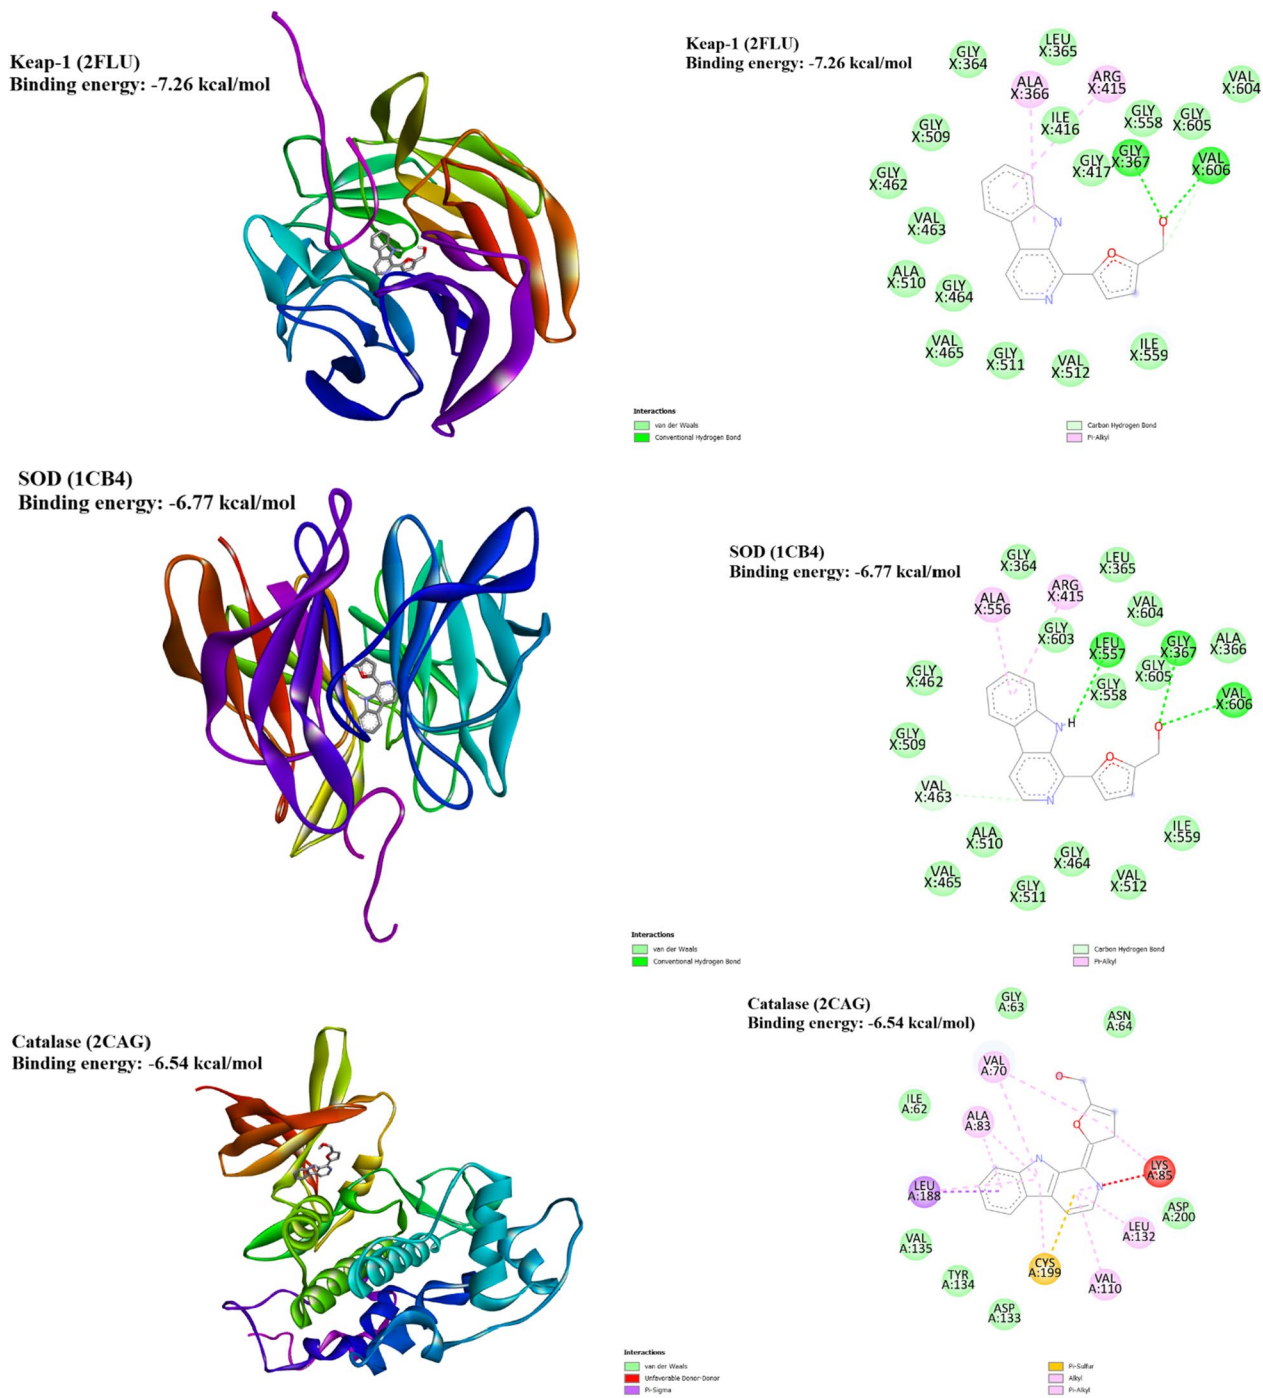 Keap-1 (2FLU)
Binding energy: -7.26 kcal/mol
Keap-1 (2FLU)
Binding energy: -7.26 kcal/mol
GLY
X:364
LEU
X:365
ALA
X:366
ARG
X:415
VAL
X:604
GLY
X:509
ILE
X:416
GLY
X:558
GLY
X:605
GLY
X:462
GLY
X:417
GLY
X:367
VAL
X:606
VAL
X:463
N
O
O
ALA
X:510
GLY
X:464
N
VAL
X:465
GLY
X:511
VAL
X:512
ILE
X:559
Interactions
van der Waals
Conventional Hydrogen Bond
Carbon Hydrogen Bond
Pi-Alkyl
SOD (1CB4)
Binding energy: -6.77 kcal/mol
SOD (1CB4)
Binding energy: -6.77 kcal/mol
GLY
X:364
LEU
X:365
ALA
X:556
ARG
X:415
VAL
X:604
GLY
X:603
LEU
X:557
GLY
X:367
ALA
X:366
GLY
X:462
GLY
X:558
GLY
X:605
VAL
X:606
GLY
X:509
N H
O
O
VAL
X:463
N
ALA
X:510
GLY
X:464
ILE
X:559
VAL
X:465
GLY
X:511
VAL
X:512
Interactions
van der Waals
Conventional Hydrogen Bond
Carbon Hydrogen Bond
Pi-Alkyl
Catalase (2CAG)
Binding energy: -6.54 kcal/mol
Catalase (2CAG)
Binding energy: -6.54 kcal/mol)
GLY
A:63
ASN
A:64
VAL
A:70
O
ILE
A:62
ALA
A:83
O
N
LYS
A:85
LEU
A:188
N
ASP
A:200
VAL
A:135
LEU
A:132
TYR
A:134
CYS
A:199
VAL
A:110
ASP
A:133
Interactions
van der Waals
Unfavorable Donor-Donor
Pi-Sigma
Pi-Sulfur
Alkyl
Pi-Alkyl